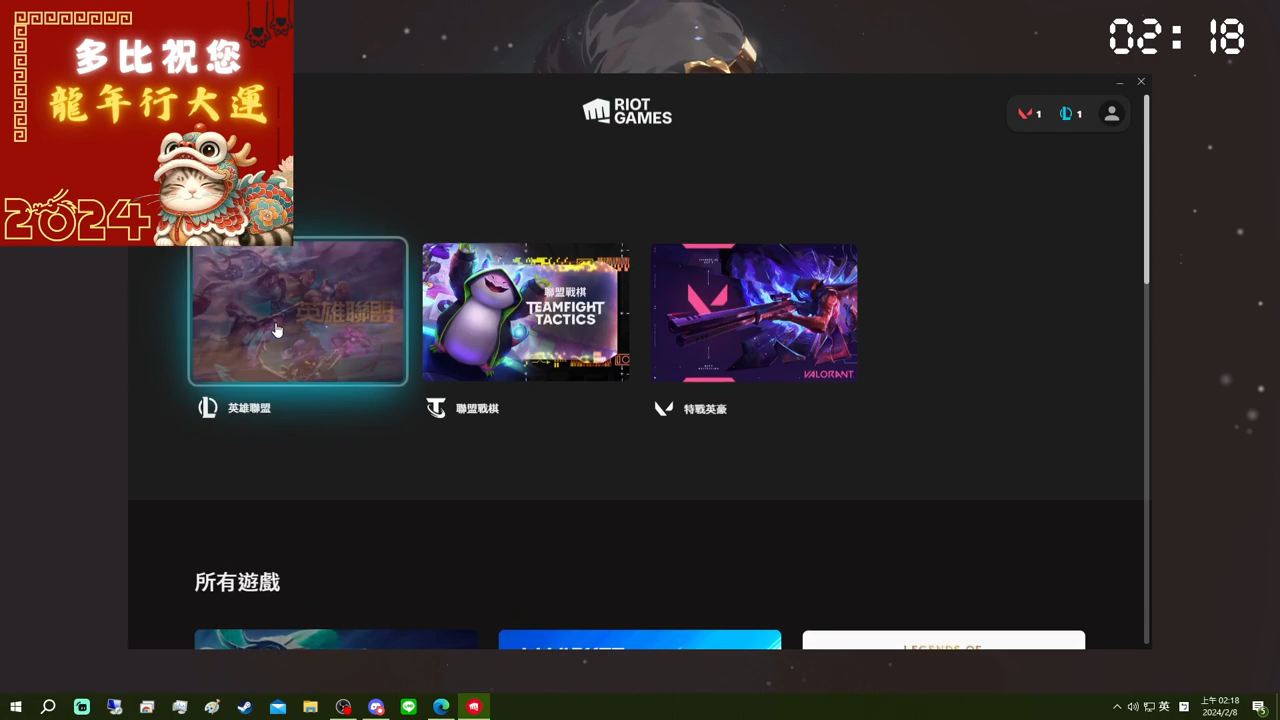 多比祝您
龍年行大運
2024
02:18
RIOT
GAMES
1
1
英雄聯盟
聯盟戰棋
TEAMFIGHT
TACTICS
VALORANT
英雄聯盟
聯盟戰棋
特戰英豪
所有遊戲
LEGENDS OF
英
上午 02:18
2024/2/8